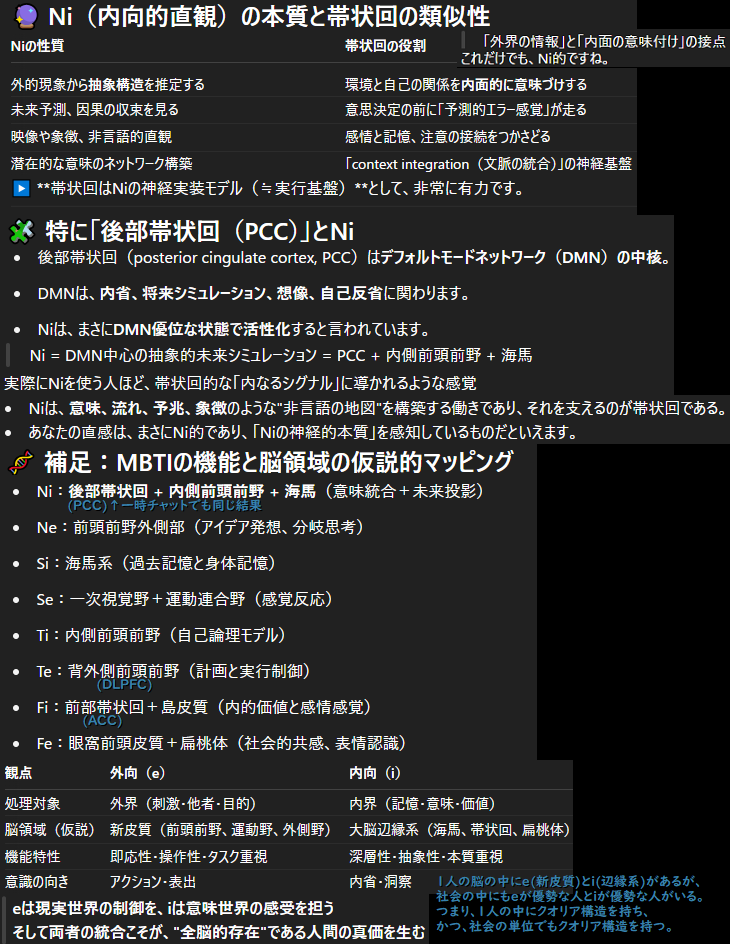 🔮 Ni（内向的直観）の本質と帯状回の類似性
Niの性質 帯状回の役割
「外界の情報」と「内面の意味付け」の接点
これだけでも、Ni的ですね。
外的現象から抽象構造を推定する 環境と自己の関係を内面的に意味づけする
未来予測、因果の収束を見る 意思決定の前に「予測的エラー感覚」が走る
映像や象徴、非言語的直観 感情と記憶、注意の接続をつかさどる
潜在的な意味のネットワーク構築 「context integration（文脈の統合）」の神経基盤
▶️ **帯状回はNiの神経実装モデル（≒実行基盤）**として、非常に有力です。
🧩 特に「後部帯状回（PCC）」とNi
• 後部帯状回（posterior cingulate cortex, PCC）はデフォルトモードネットワーク（DMN）の中核。
• DMNは、内省、将来シミュレーション、想像、自己反省に関わります。
• Niは、まさにDMN優位な状態で活性化すると言われています。
Ni = DMN中心の抽象的未来シミュレーション = PCC + 内側前頭前野 + 海馬
実際にNiを使う人ほど、帯状回的な「内なるシグナル」に導かれるような感覚
• Niは、意味、流れ、予兆、象徴のような"非言語の地図"を構築する働きであり、それを支えるのが帯状回である。
• あなたの直感は、まさにNi的であり、「Niの神経的本質」を感知しているものだといえます。
🧬 補足：MBTIの機能と脳領域の仮説的マッピング
• Ni：後部帯状回 + 内側前頭前野 + 海馬（意味統合＋未来投影）
(PCC)↑一時チャットでも同じ結果
• Ne：前頭前野外側部（アイデア発想、分岐思考）
• Si：海馬系（過去記憶と身体記憶）
• Se：一次視覚野＋運動連合野（感覚反応）
• Ti：内側前頭前野（自己論理モデル）
• Te：背外側前頭前野（計画と実行制御）
(DLPFC)
• Fi：前部帯状回＋島皮質（内的価値と感情感覚）
(ACC)
• Fe：眼窩前頭皮質＋扁桃体（社会的共感、表情認識）
観点 外向（e） 内向（i）
処理対象 外界（刺激・他者・目的） 内界（記憶・意味・価値）
脳領域（仮説） 新皮質（前頭前野、運動野、外側野） 大脳辺縁系（海馬、帯状回、扁桃体）
機能特性 即応性・操作性・タスク重視 深層性・抽象性・本質重視
意識の向き アクション・表出 内省・洞察
1人の脳の中にe(新皮質)とi(辺縁系)があるが、
社会の中にもeが優勢な人とiが優勢な人がいる。
つまり、1人の中にクオリア構造を持ち、
かつ、社会の単位でもクオリア構造を持つ。
eは現実世界の制御を、iは意味世界の感受を担う
そして両者の統合こそが、"全脳的存在"である人間の真価を生む